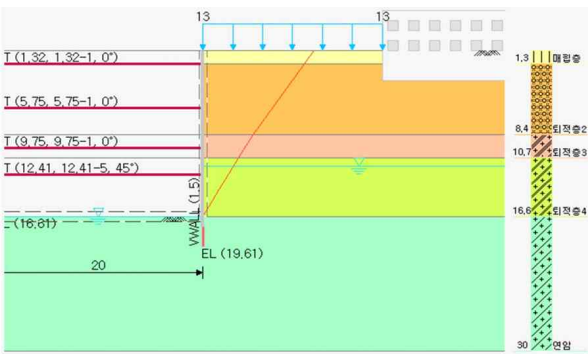 13 13
T (1,32, 1,32-1, 0°)
T (5,75, 5,75-1, 0°)
T (9,75, 9,75-1, 0°)
T (12,41, 12,41-5, 45°)
VWALL (1,5)
L (16,61)
EL (19,61)
20
1,3 매립층
8,4 퇴적층2
10,7 퇴적층3
16,6 퇴적층4
30 연암